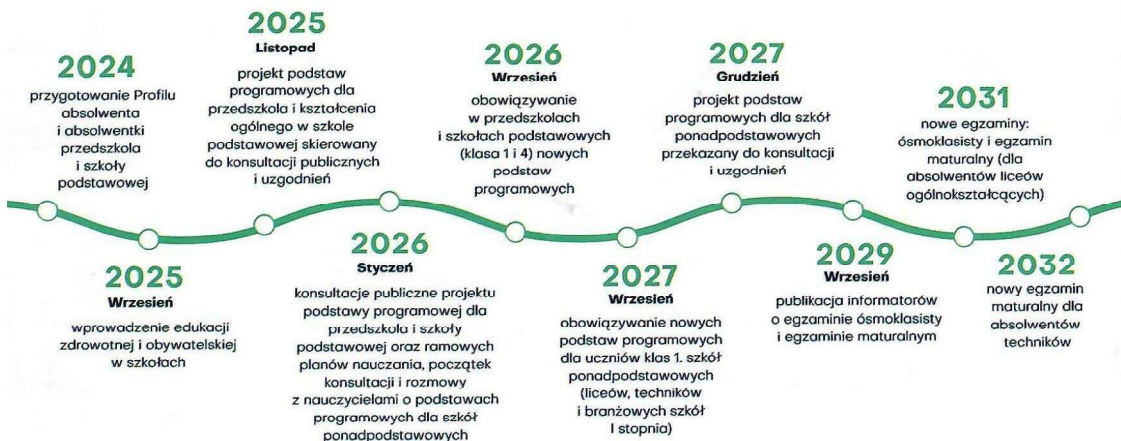 2024
przygotowanie Profilu
absolwenta
i absolwentki
przedszkola
i szkoły
podstawowej
2025
Wrzesień
wprowadzenie edukacji
zdrowotnej i obywatelskiej
w szkołach
2025
Listopad
projekt podstaw
programowych dla
przedszkola i kształcenia
ogólnego w szkole
podstawowej skierowany
do konsultacji publicznych
i uzgodnień
2026
Styczeń
konsultacje publiczne projektu
podstawy programowej dla
przedszkola i szkoły
podstawowej oraz ramowych
planów nauczania, początek
konsultacji i rozmowy
z nauczycielami o podstawach
programowych dla szkół
ponadpodstawowych
2026
Wrzesień
obowiązywanie
w przedszkolach
i szkołach podstawowych
(klasa 1 i 4) nowych
podstaw
programowych
2027
Wrzesień
obowiązywanie nowych
podstaw programowych
dla uczniów klas 1. szkół
ponadpodstawowych
(liceów, techników
i branżowych szkół
I stopnia)
2027
Grudzień
projekt podstaw
programowych dla szkół
ponadpodstawowych
przekazany do konsultacji
i uzgodnień
2029
Wrzesień
publikacja informatorów
o egzaminie ósmoklasisty
i egzaminie maturalnym
2031
nowe egzaminy:
ósmoklasisty i egzamin
maturalny (dla
absolwentów liceów
ogólnokształcących)
2032
nowy egzamin
maturalny dla
absolwentów
techników